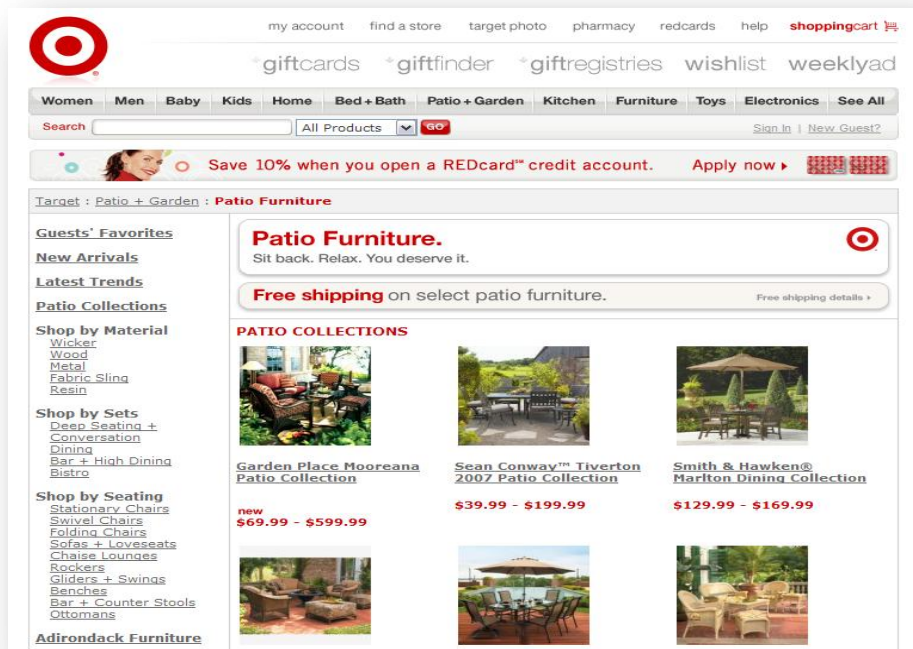 my account find a store target photo pharmacy redcards help shoppingcart
*giftcards *giftfinder *giftregistries wishlist weeklyad
Women Men Baby Kids Home Bed + Bath Patio + Garden Kitchen Furniture Toys Electronics See All
Search All Products GO Sign In | New Guest?
Save 10% when you open a REDcard℠ credit account. Apply now
Target : Patio + Garden : Patio Furniture
Guests' Favorites
New Arrivals
Latest Trends
Patio Collections
Shop by Material
Wicker
Wood
Metal
Fabric Sling
Resin
Shop by Sets
Deep Seating +
Conversation
Dining
Bar + High Dining
Bistro
Shop by Seating
Stationary Chairs
Swivel Chairs
Folding Chairs
Sofas + Loveseats
Chaise Lounges
Rockers
Gliders + Swings
Benches
Bar + Counter Stools
Ottomans
Adirondack Furniture
Patio Furniture.
Sit back. Relax. You deserve it.
Free shipping on select patio furniture. Free shipping details
PATIO COLLECTIONS
Garden Place Mooreana
Patio Collection
new
$69.99 - $599.99
Sean Conway™ Tiverton
2007 Patio Collection
$39.99 - $199.99
Smith & Hawken®
Marlton Dining Collection
$129.99 - $169.99